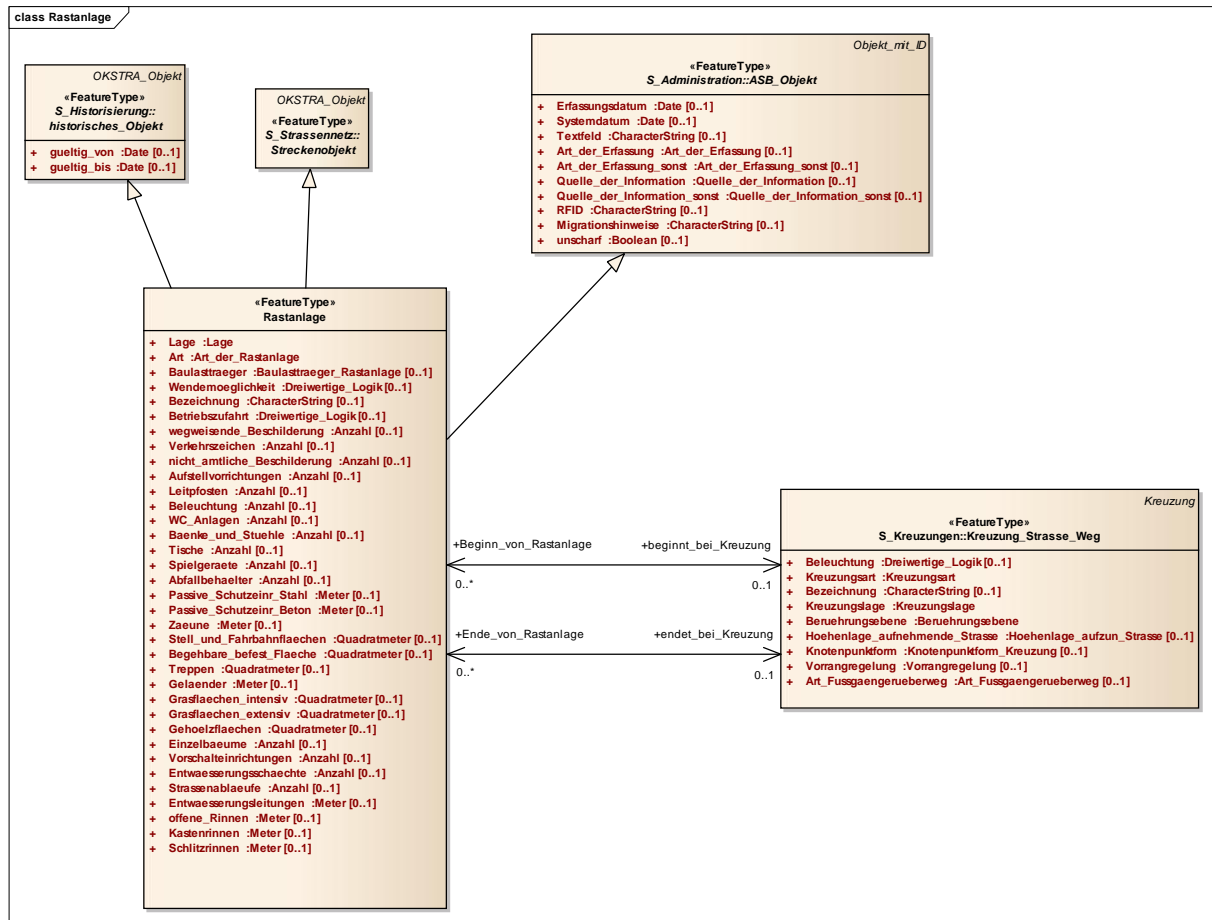 class Rastanlage
OKSTRA_Objekt
«FeatureType»
S_Historisierung::
historisches_Objekt
+ gueltig_von :Date [0..1]
+ gueltig_bis :Date [0..1]
OKSTRA_Objekt
«FeatureType»
S_Strassennetz::
Streckenobjekt
Objekt_mit_ID
«FeatureType»
S_Administration::ASB_Objekt
+ Erfassungsdatum :Date [0..1]
+ Systemdatum :Date [0..1]
+ Textfeld :CharacterString [0..1]
+ Art_der_Erfassung :Art_der_Erfassung [0..1]
+ Art_der_Erfassung_sonst :Art_der_Erfassung_sonst [0..1]
+ Quelle_der_Information :Quelle_der_Information [0..1]
+ Quelle_der_Information_sonst :Quelle_der_Information_sonst [0..1]
+ RFID :CharacterString [0..1]
+ Migrationshinweise :CharacterString [0..1]
+ unscharf :Boolean [0..1]
«FeatureType»
Rastanlage
+ Lage :Lage
+ Art :Art_der_Rastanlage
+ Baulasttraeger :Baulasttraeger_Rastanlage [0..1]
+ Wendemoeglichkeit :Dreiwertige_Logik [0..1]
+ Bezeichnung :CharacterString [0..1]
+ Betriebszufahrt :Dreiwertige_Logik [0..1]
+ wegweisende_Beschilderung :Anzahl [0..1]
+ Verkehrszeichen :Anzahl [0..1]
+ nicht_amtliche_Beschilderung :Anzahl [0..1]
+ Aufstellvorrichtungen :Anzahl [0..1]
+ Leitpfosten :Anzahl [0..1]
+ Beleuchtung :Anzahl [0..1]
+ WC_Anlagen :Anzahl [0..1]
+ Baenke_und_Stuehle :Anzahl [0..1]
+ Tische :Anzahl [0..1]
+ Spielgeraete :Anzahl [0..1]
+ Abfallbehaelter :Anzahl [0..1]
+ Passive_Schutzeinr_Stahl :Meter [0..1]
+ Passive_Schutzeinr_Beton :Meter [0..1]
+ Zaeune :Meter [0..1]
+ Stell_und_Fahrbahnflaechen :Quadratmeter [0..1]
+ Begehbare_befest_Flaeche :Quadratmeter [0..1]
+ Treppen :Quadratmeter [0..1]
+ Gelaender :Meter [0..1]
+ Grasflaechen_intensiv :Quadratmeter [0..1]
+ Grasflaechen_extensiv :Quadratmeter [0..1]
+ Gehoelzflaechen :Quadratmeter [0..1]
+ Einzelbaeume :Anzahl [0..1]
+ Vorschalteinrichtungen :Anzahl [0..1]
+ Entwaesserungsschaechte :Anzahl [0..1]
+ Strassenablaeufe :Anzahl [0..1]
+ Entwaesserungsleitungen :Meter [0..1]
+ offene_Rinnen :Meter [0..1]
+ Kastenrinnen :Meter [0..1]
+ Schlitzrinnen :Meter [0..1]
+Beginn_von_Rastanlage
+beginnt_bei_Kreuzung
0..*
0..1
+Ende_von_Rastanlage
+endet_bei_Kreuzung
0..*
0..1
Kreuzung
«FeatureType»
S_Kreuzungen::Kreuzung_Strasse_Weg
+ Beleuchtung :Dreiwertige_Logik [0..1]
+ Kreuzungsart :Kreuzungsart
+ Bezeichnung :CharacterString [0..1]
+ Kreuzungslage :Kreuzungslage
+ Beruehrungsebene :Beruehrungsebene
+ Hoehenlage_aufnehmende_Strasse :Hoehenlage_aufzun_Strasse [0..1]
+ Knotenpunktform :Knotenpunktform_Kreuzung [0..1]
+ Vorrangregelung :Vorrangregelung [0..1]
+ Art_Fussgaengerueberweg :Art_Fussgaengerueberweg [0..1]